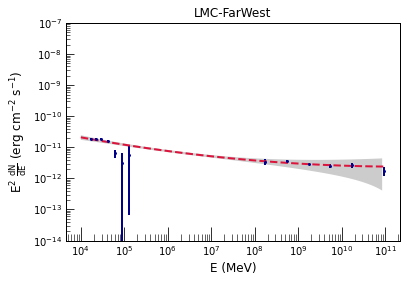 LMC-FarWest
E² dN/dE (erg cm⁻² s⁻¹)
10⁻⁷
10⁻⁸
10⁻⁹
10⁻¹⁰
10⁻¹¹
10⁻¹²
10⁻¹³
10⁻¹⁴
10⁴ 10⁵ 10⁶ 10⁷ 10⁸ 10⁹ 10¹⁰ 10¹¹
E (MeV)